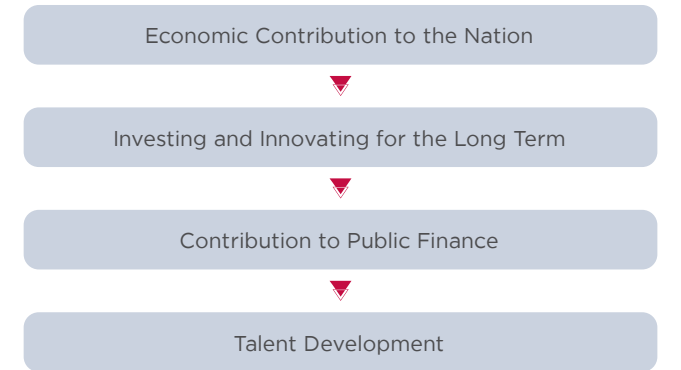 Economic Contribution to the Nation
Investing and Innovating for the Long Term
Contribution to Public Finance
Talent Development